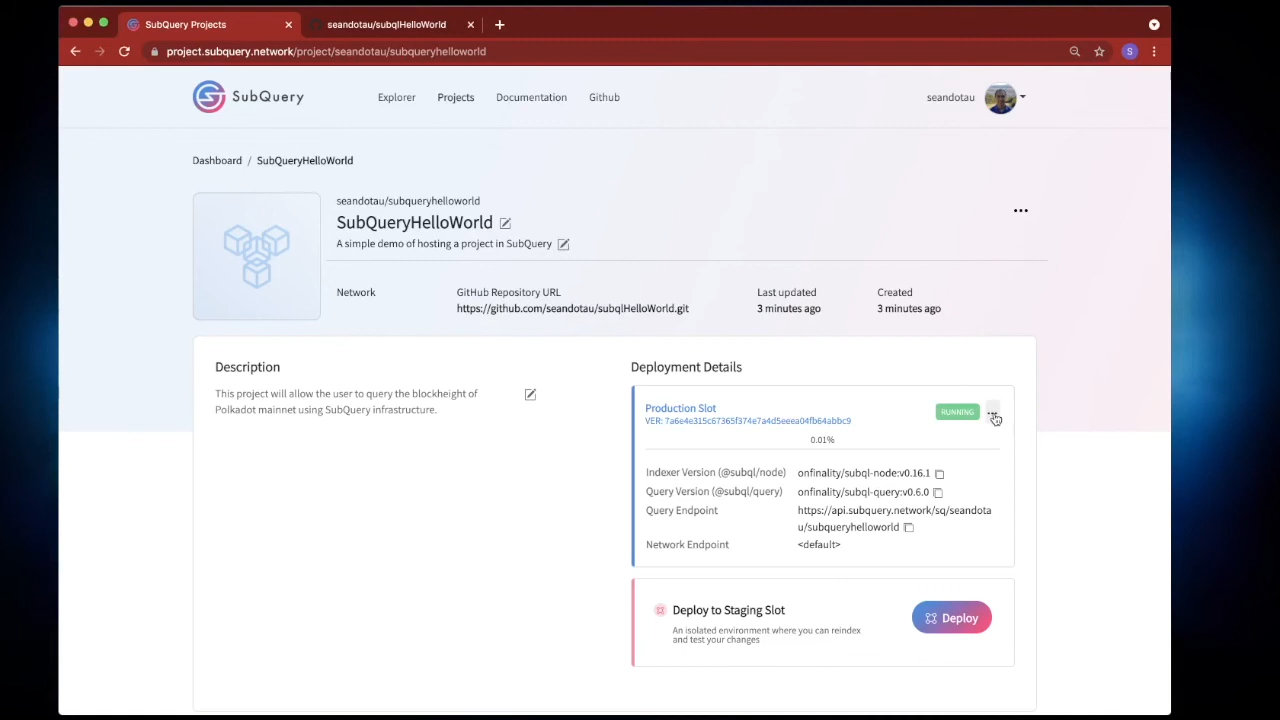 SubQuery Projects
seandotau/subqlHelloWorld
project.subquery.network/project/seandotau/subqueryhelloworld
S
SubQuery
Explorer
Projects
Documentation
Github
seandotau
Dashboard / SubQueryHelloWorld
seandotau/subqueryhelloworld
SubQueryHelloWorld
A simple demo of hosting a project in SubQuery
Network
GitHub Repository URL
https://github.com/seandotau/subqlHelloWorld.git
Last updated
3 minutes ago
Created
3 minutes ago
Description
This project will allow the user to query the blockheight of
Polkadot mainnet using SubQuery infrastructure.
Deployment Details
Production Slot
RUNNING
VER: 7a6e4e315c67365f374e7a4d5eeea04fb64abbc9
0.01%
Indexer Version (@subql/node)
onfinality/subql-node:v0.16.1
Query Version (@subql/query)
onfinality/subql-query:v0.6.0
Query Endpoint
https://api.subquery.network/sq/seandota
u/subqueryhelloworld
Network Endpoint
<default>
Deploy to Staging Slot
An isolated environment where you can reindex
and test your changes
Deploy